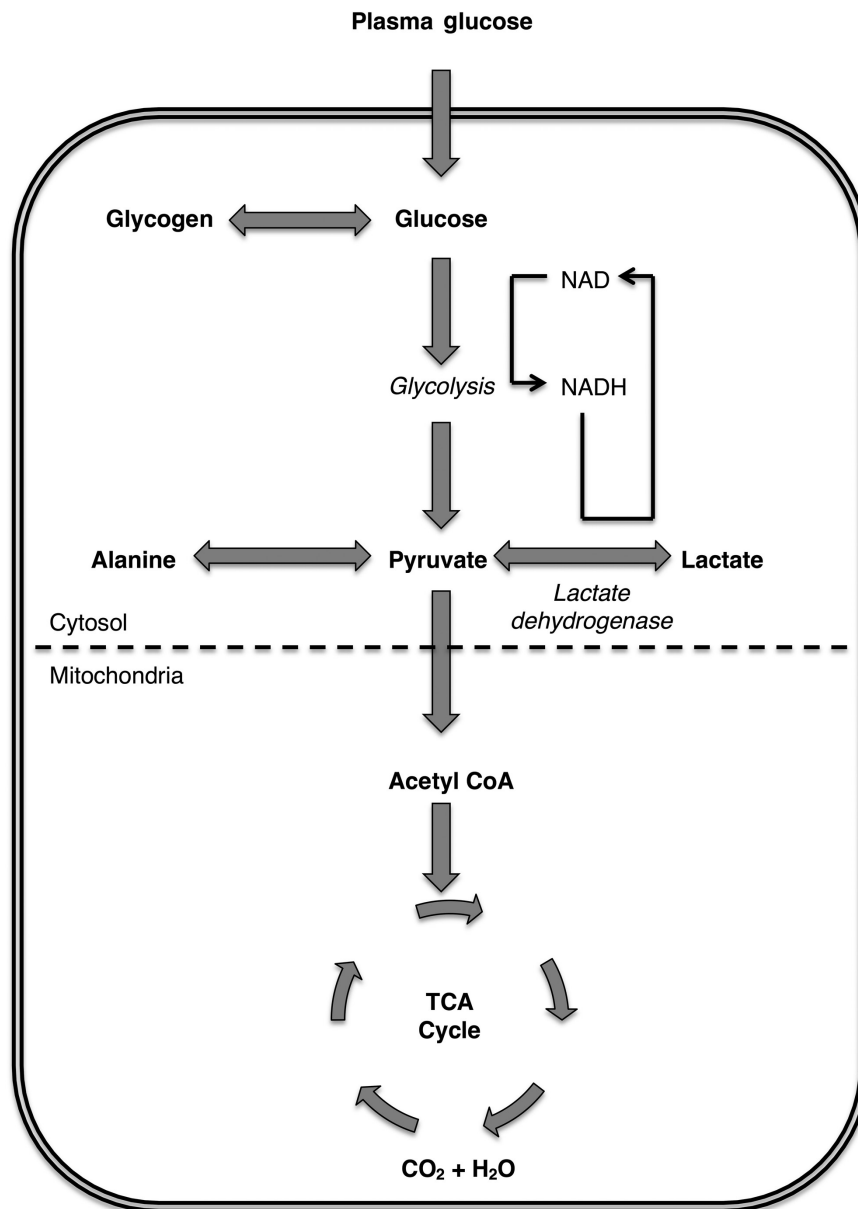 Plasma glucose
Glycogen
Glucose
NAD
Glycolysis
NADH
Alanine
Pyruvate
Lactate
Lactate
dehydrogenase
Cytosol
Mitochondria
Acetyl CoA
TCA
Cycle
CO₂ + H₂O